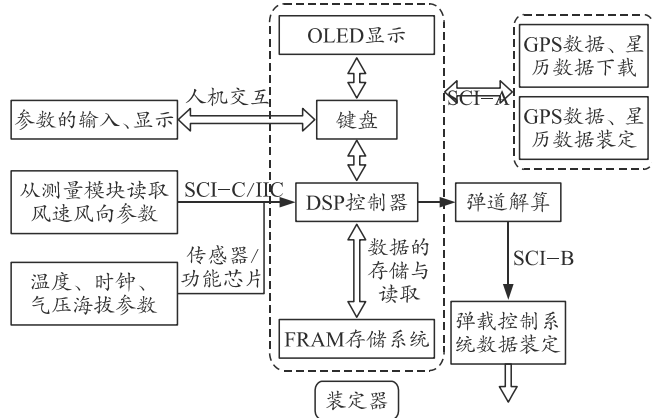 OLED显示
GPS数据、星
历数据下载
SCI-A
GPS数据、星
历数据装定
人机交互
参数的输入、显示
键盘
从测量模块读取
风速风向参数
SCI-C/IIC
DSP控制器
弹道解算
传感器/
功能芯片
数据的
存储与
读取
SCI-B
温度、时钟、
气压海拔参数
FRAM存储系统
弹载控制系
统数据装定
装定器